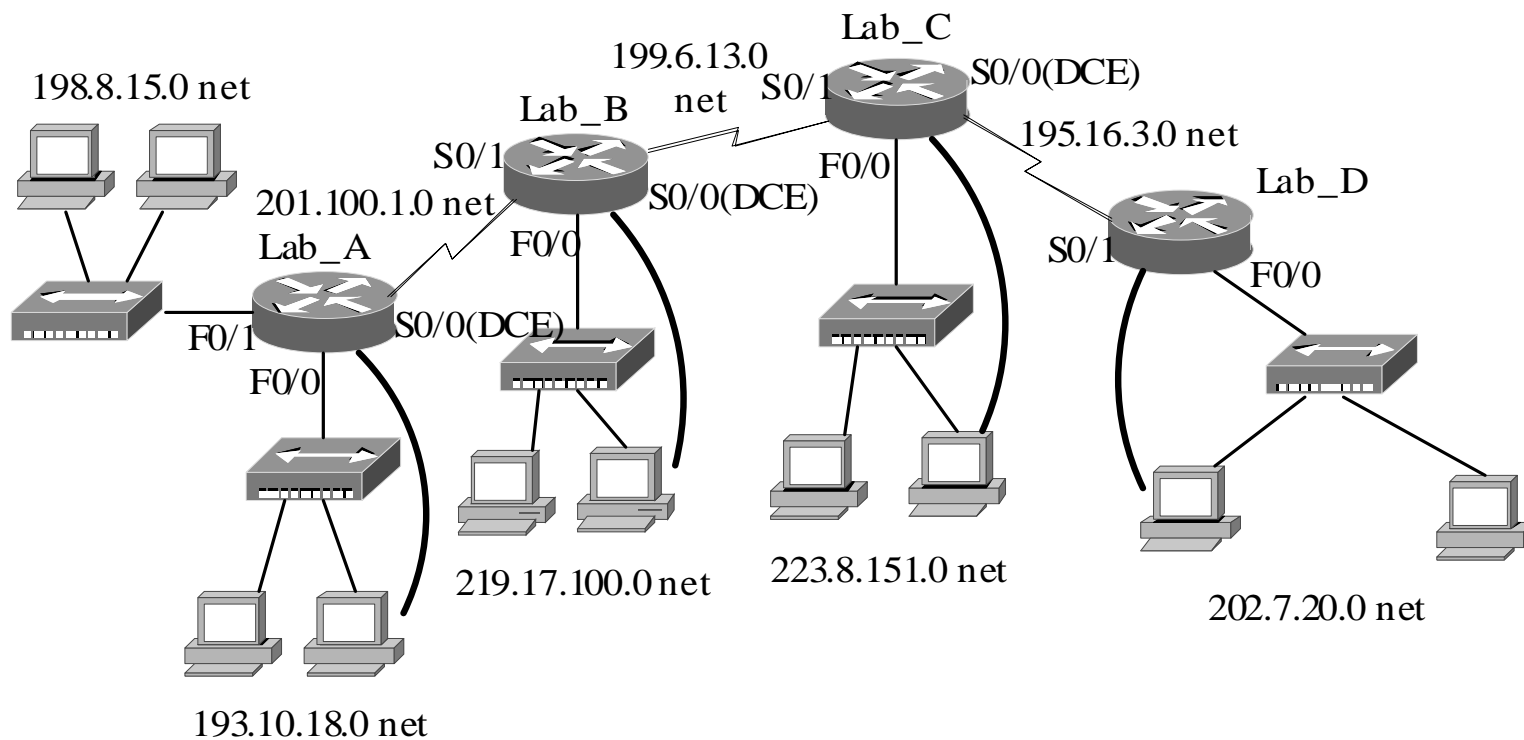 Lab_C
199.6.13.0
net
S0/1
S0/0(DCE)
198.8.15.0 net
Lab_B
195.16.3.0 net
S0/1
F0/0
Lab_D
201.100.1.0 net
S0/0(DCE)
Lab_A
F0/0
S0/1
F0/0
F0/1
S0/0(DCE)
F0/0
219.17.100.0 net
223.8.151.0 net
202.7.20.0 net
193.10.18.0 net